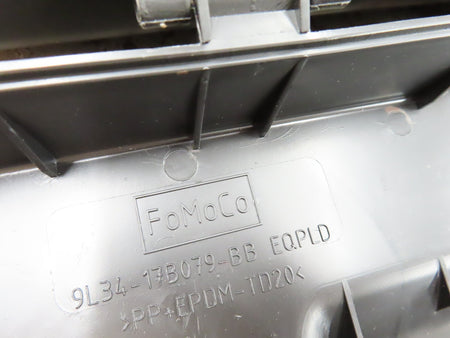 FoMoCo
9L34-17B079-BB EQPLD
>PP+EPDM-TD20<